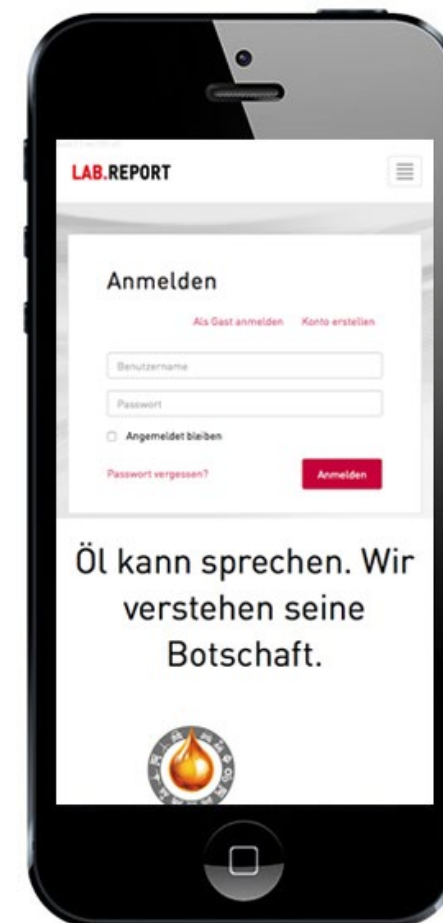 LAB.REPORT
Anmelden
Als Gast anmelden Konto erstellen
Benutzername
Passwort
Angemeldet bleiben
Passwort vergessen? Anmelden
Öl kann sprechen. Wir
verstehen seine
Botschaft.